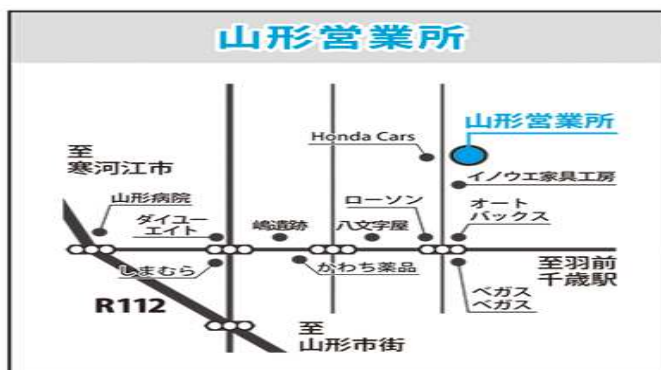 山形営業所
山形営業所
Honda Cars
至
寒河江市
イノウエ家具工房
山形病院
ローソン
オート
バックス
ダイユー
エイト
嶋遺跡
八文字屋
しまむら
かわち薬品
至羽前
千歳駅
ベガス
ベガス
R112
至
山形市街